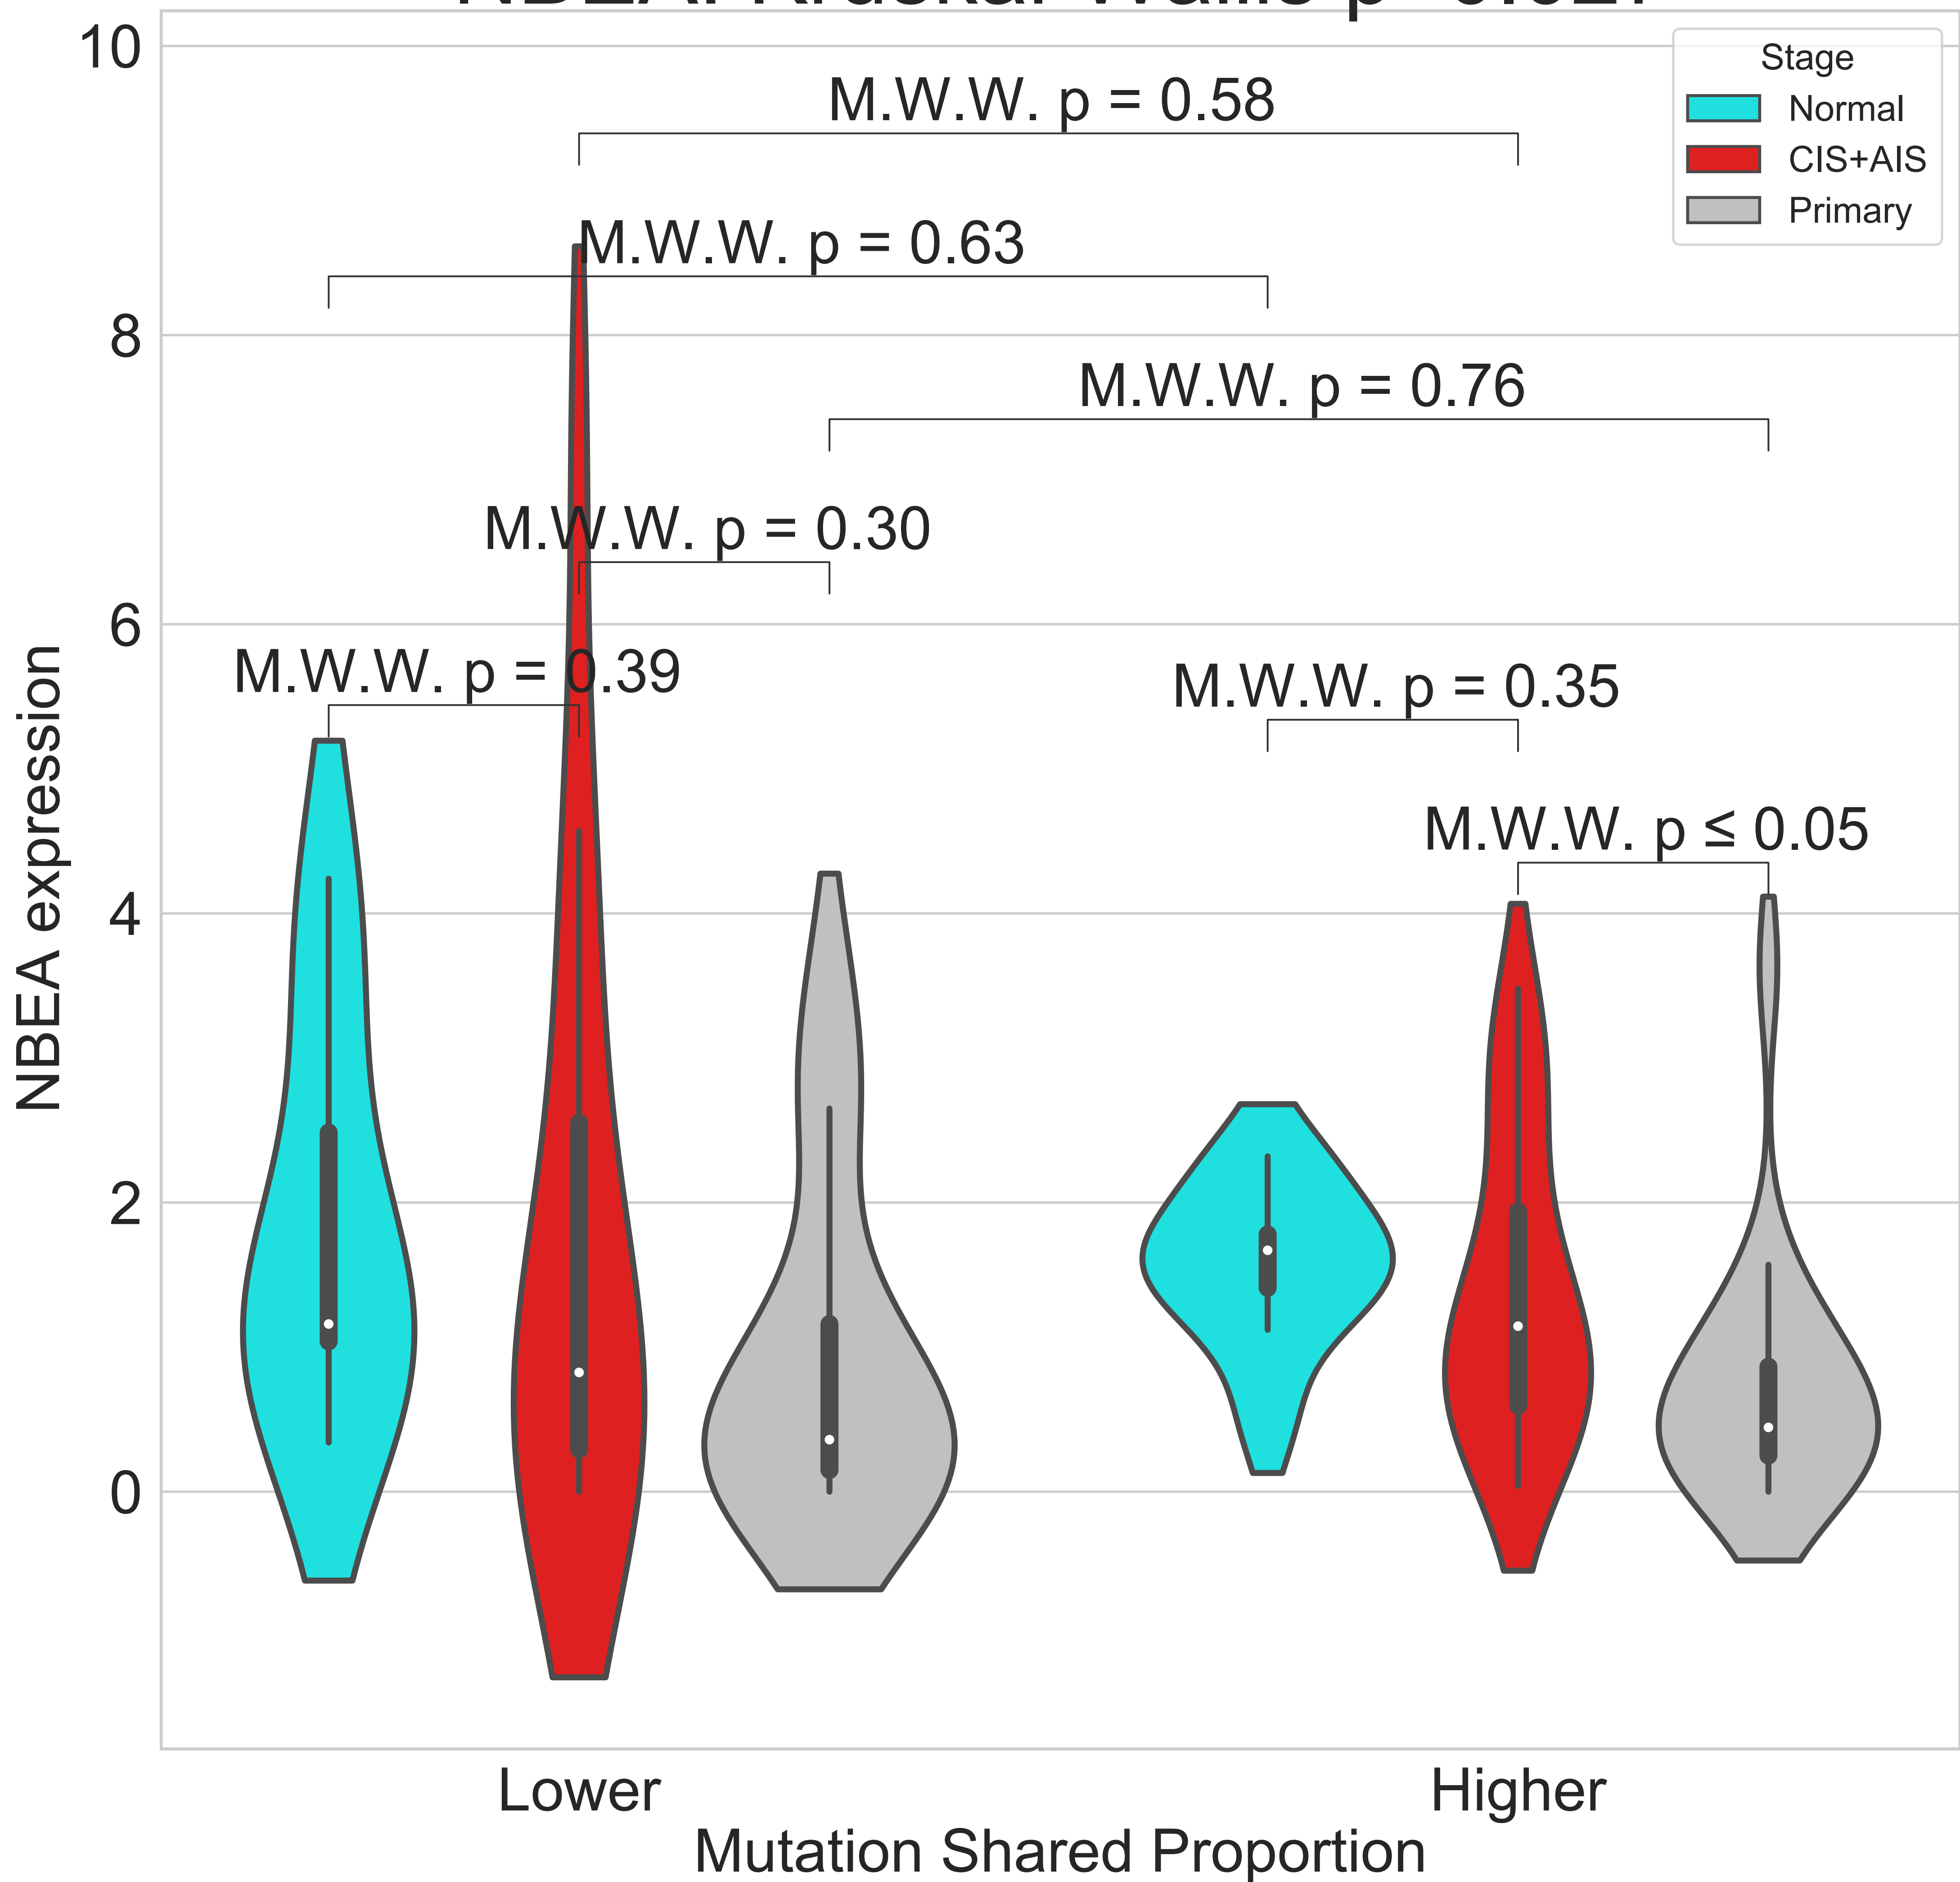 10
8
6
4
2
0
NBEA expression
M.W.W. p = 0.58
M.W.W. p = 0.63
M.W.W. p = 0.76
M.W.W. p = 0.30
M.W.W. p = 0.39
M.W.W. p = 0.35
M.W.W. p ≤ 0.05
Stage
Normal
CIS+AIS
Primary
Lower
Higher
Mutation Shared Proportion